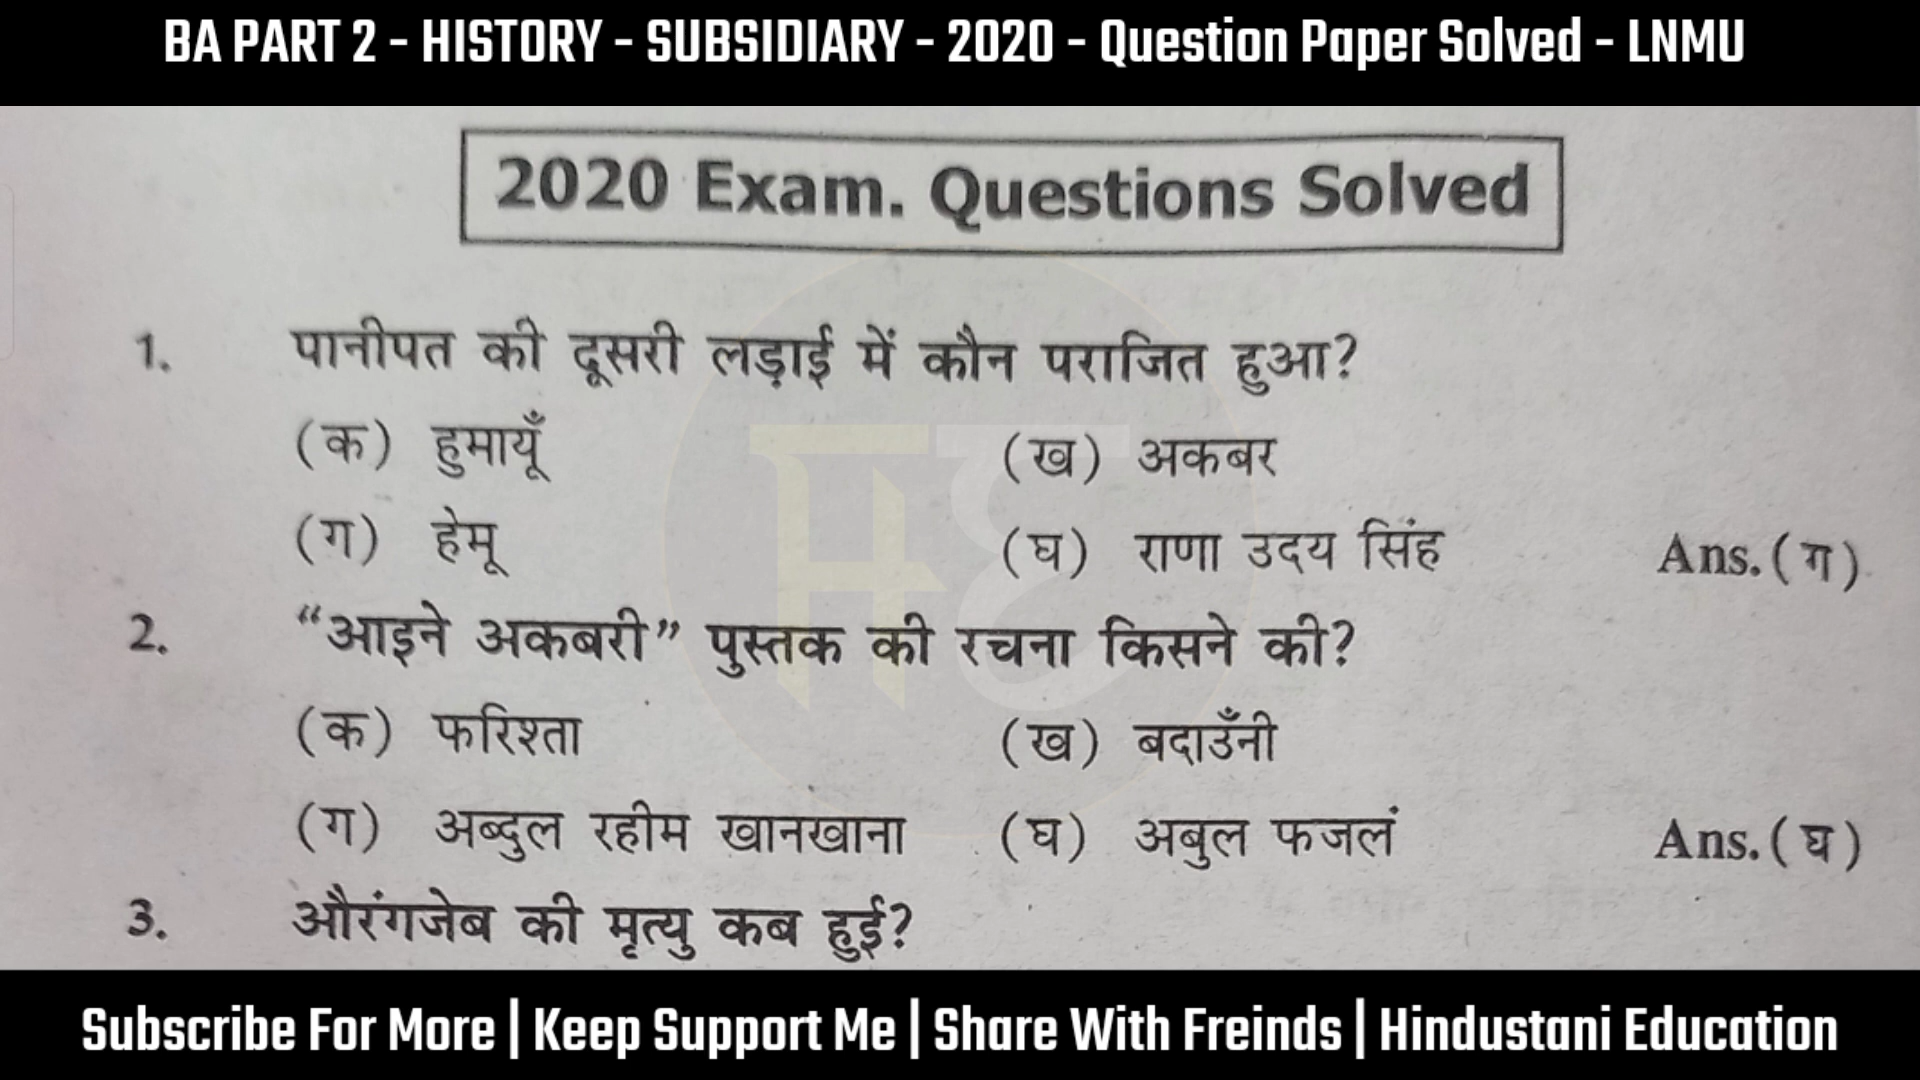 BA PART 2 - HISTORY - SUBSIDIARY - 2020 - Question Paper Solved - LNMU
2020 Exam. Questions Solved
1. पानीपत की दूसरी लड़ाई में कौन पराजित हुआ?
(क) हुमायूँ (ख) अकबर
(ग) हेमू (घ) राणा उदय सिंह Ans. (ग)
2. “आइने अकबरी” पुस्तक की रचना किसने की?
(क) फरिश्ता (ख) बदाउँनी
(ग) अब्दुल रहीम खानखाना (घ) अबुल फजलं Ans. (घ)
3. औरंगजेब की मृत्यु कब हुई?
Subscribe For More | Keep Support Me | Share With Freinds | Hindustani Education